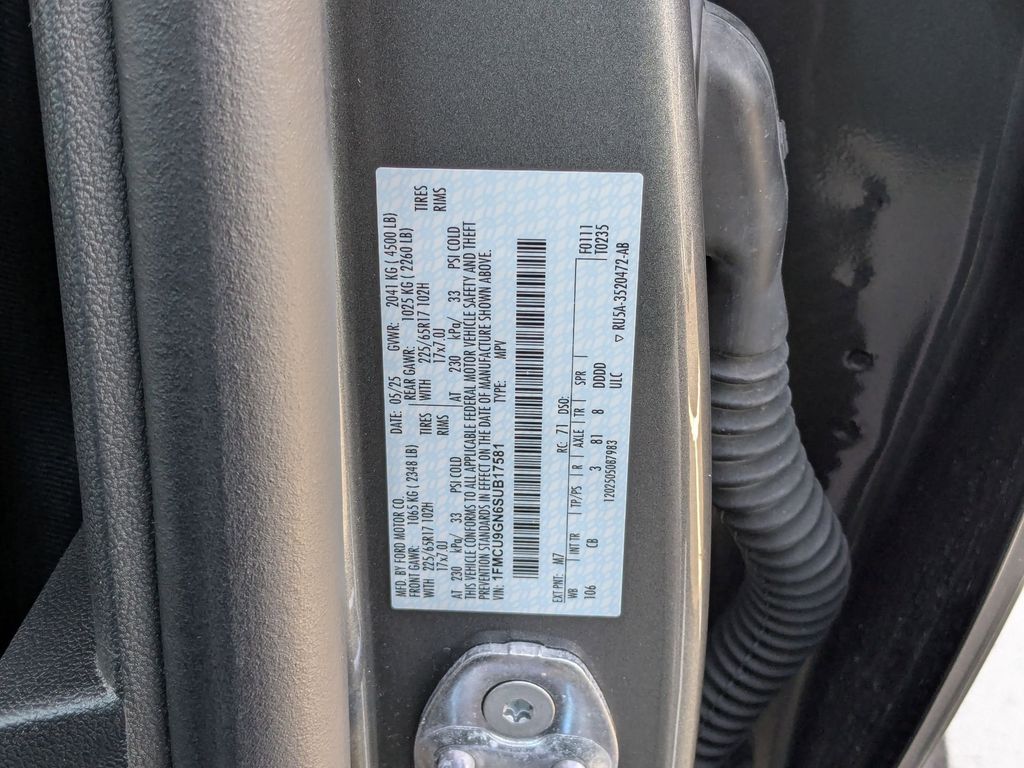 MFD. BY FORD MOTOR CO. DATE: 05/25 GVWR: 2041 KG ( 4500 LB)
FRONT GAWR: 1065 KG ( 2348 LB) REAR GAWR: 1025 KG ( 2260 LB)
WITH 225/65R17 102H TIRES WITH 225/65R17 102H TIRES
17x7.0J RIMS 17x7.0J RIMS
AT 230 kPa/ 33 PSI COLD AT 230 kPa/ 33 PSI COLD
THIS VEHICLE CONFORMS TO ALL APPLICABLE FEDERAL MOTOR VEHICLE SAFETY AND THEFT
PREVENTION STANDARDS IN EFFECT ON THE DATE OF MANUFACTURE SHOWN ABOVE.
VIN: 1FMCU9GN6SUB17581 TYPE: MPV
EXT PNT: M7 RC: 71 DSO: F0111
WB INT TR TP/PS R AXLE TR SPR T0235
106 CB 3 81 8 DDDD
ULC
1202505087983 ▽ RU5A-3520472-AB